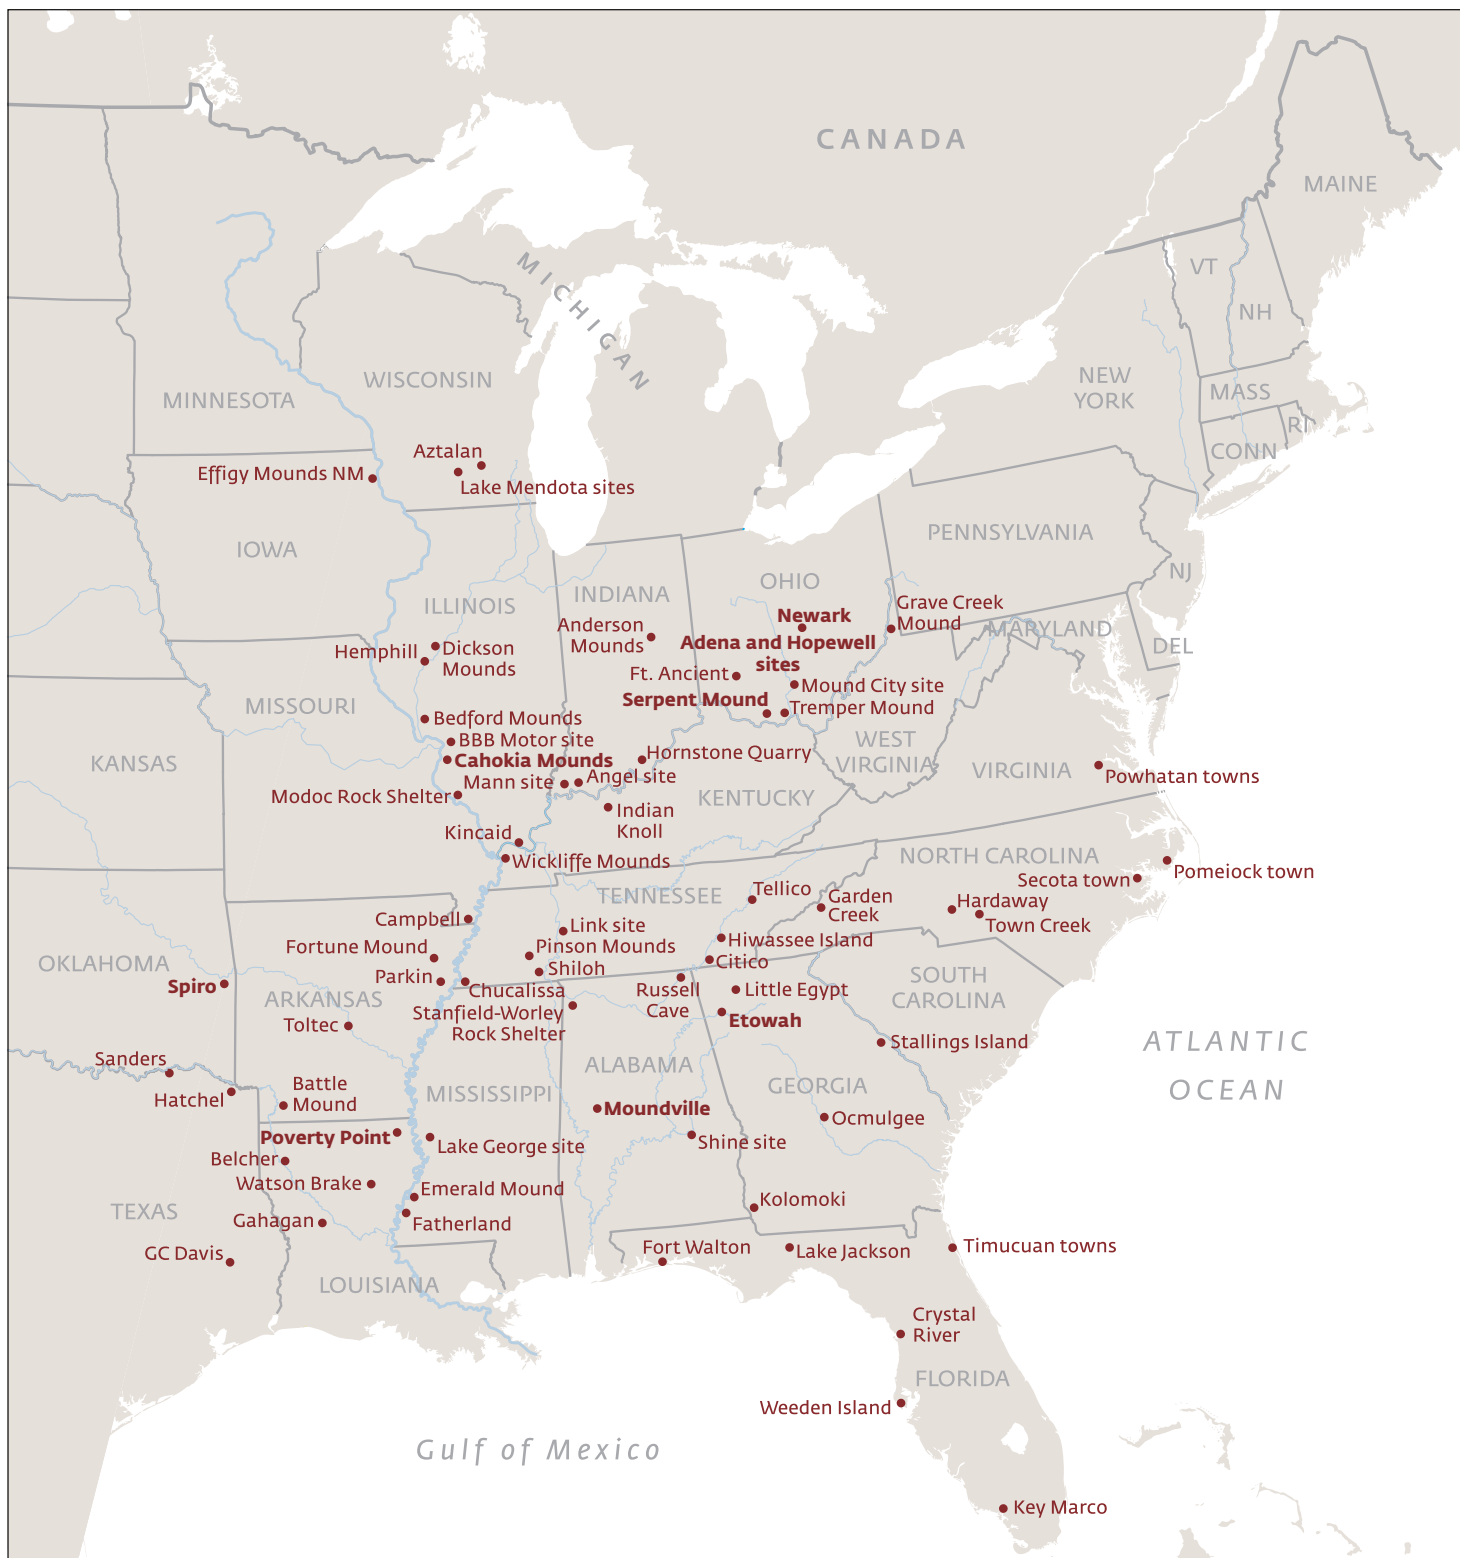 CANADA
MAINE
VT
MICHIGAN
NH
WISCONSIN
NEW
YORK
MINNESOTA
MASS
RI
CONN
Aztalan
Effigy Mounds NM
Lake Mendota sites
PENNSYLVANIA
IOWA
NJ
OHIO
INDIANA
ILLINOIS
Grave Creek
Mound
Newark
Anderson
Mounds
MARYLAND
Adena and Hopewell
sites
DEL
Hemphill
Dickson
Mounds
Ft. Ancient
Mound City site
Serpent Mound
Tremper Mound
MISSOURI
Bedford Mounds
BBB Motor site
WEST
VIRGINIA
Hornstone Quarry
Cahokia Mounds
KANSAS
VIRGINIA
Powhatan towns
Mann site
Angel site
Modoc Rock Shelter
KENTUCKY
Indian
Knoll
Kincaid
Wickliffe Mounds
NORTH CAROLINA
Pomeiock town
Secota town
TENNESSEE
Tellico
Garden
Creek
Hardaway
Town Creek
Campbell
Link site
Hiwassee Island
Fortune Mound
Pinson Mounds
Citico
OKLAHOMA
Shiloh
Parkin
SOUTH
CAROLINA
Spiro
Chucalissa
Russell
Cave
Little Egypt
ARKANSAS
Stanfield-Worley
Rock Shelter
Etowah
Toltec
Stallings Island
ATLANTIC
OCEAN
Sanders
ALABAMA
GEORGIA
Hatchel
Battle
Mound
MISSISSIPPI
Moundville
Ocmulgee
Poverty Point
Lake George site
Shine site
Belcher
Watson Brake
Emerald Mound
Kolomoki
TEXAS
Gahagan
Fatherland
Fort Walton
Lake Jackson
Timucuan towns
GC Davis
LOUISIANA
Crystal
River
FLORIDA
Weeden Island
Gulf of Mexico
Key Marco